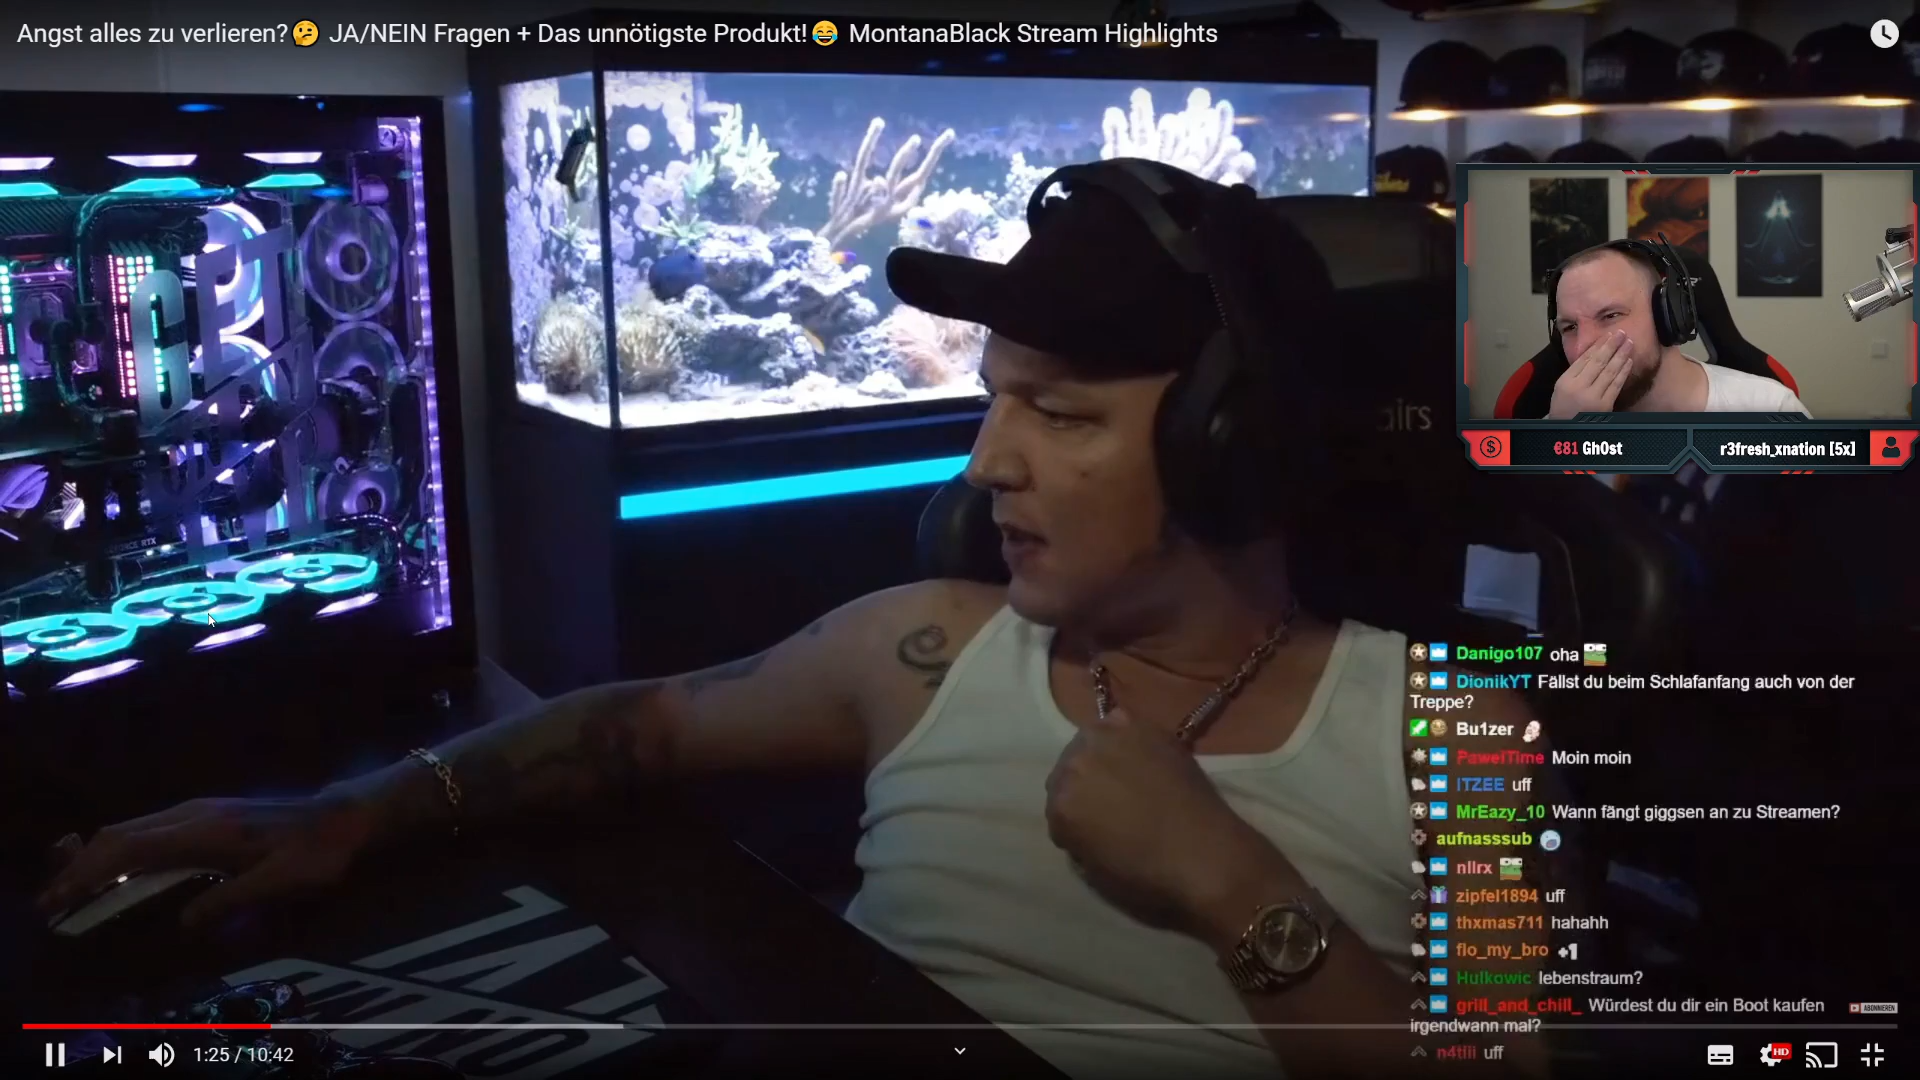 Angst alles zu verlieren?🤔 JA/NEIN Fragen + Das unnötigste Produkt!😂 MontanaBlack Stream Highlights
airs
€81 Gh0st
r3fresh_xnation [5x]
Danigo107 oha
DionikYT Fällst du beim Schlafanfang auch von der
Treppe?
Bu1zer
PawelTime Moin moin
ITZEE uff
MrEazy_10 Wann fängt giggsen an zu Streamen?
aufnasssub
nllrx
zipfel1894 uff
thxmas711 hahahh
flo_my_bro +1
Hulkowic lebenstraum?
grill_and_chill_ Würdest du dir ein Boot kaufen
irgendwann mal?
ABONNIEREN
n4tiii uff
1:25 / 10:42
HD